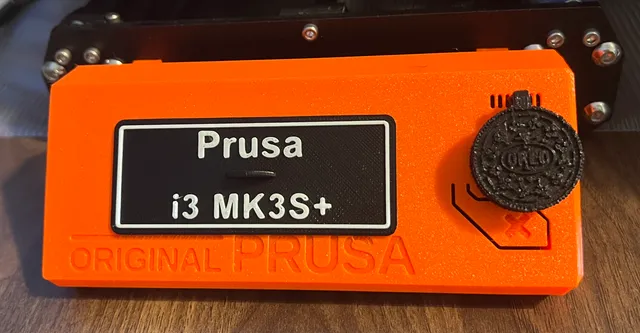 Prusa
i3 MK3S+
OREO
ORIGINAL PRUSA